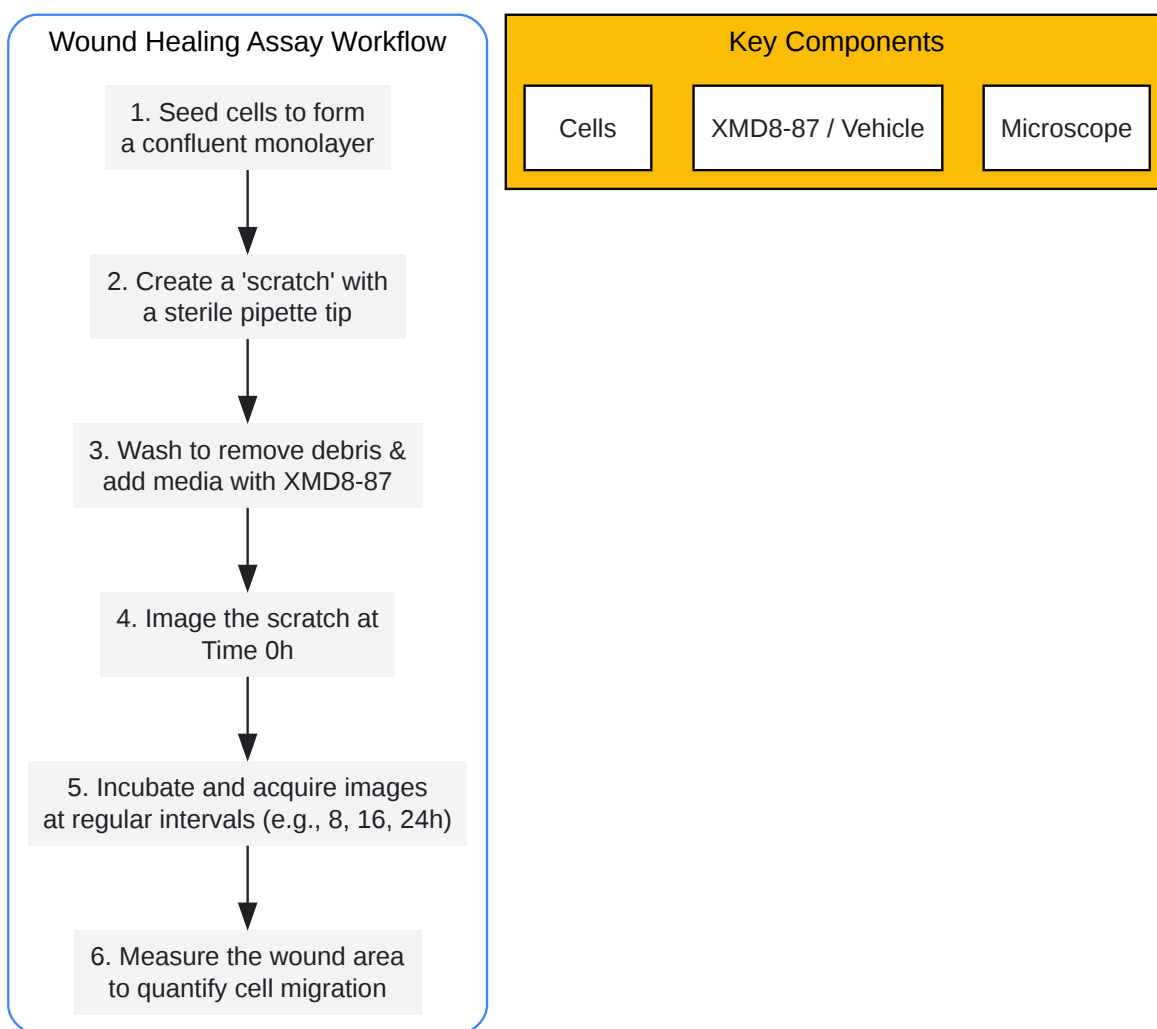 Wound Healing Assay Workflow
1. Seed cells to form
a confluent monolayer
2. Create a 'scratch' with
a sterile pipette tip
3. Wash to remove debris &
add media with XMD8-87
4. Image the scratch at
Time 0h
5. Incubate and acquire images
at regular intervals (e.g., 8, 16, 24h)
6. Measure the wound area
to quantify cell migration
Key Components
Cells
XMD8-87 / Vehicle
Microscope